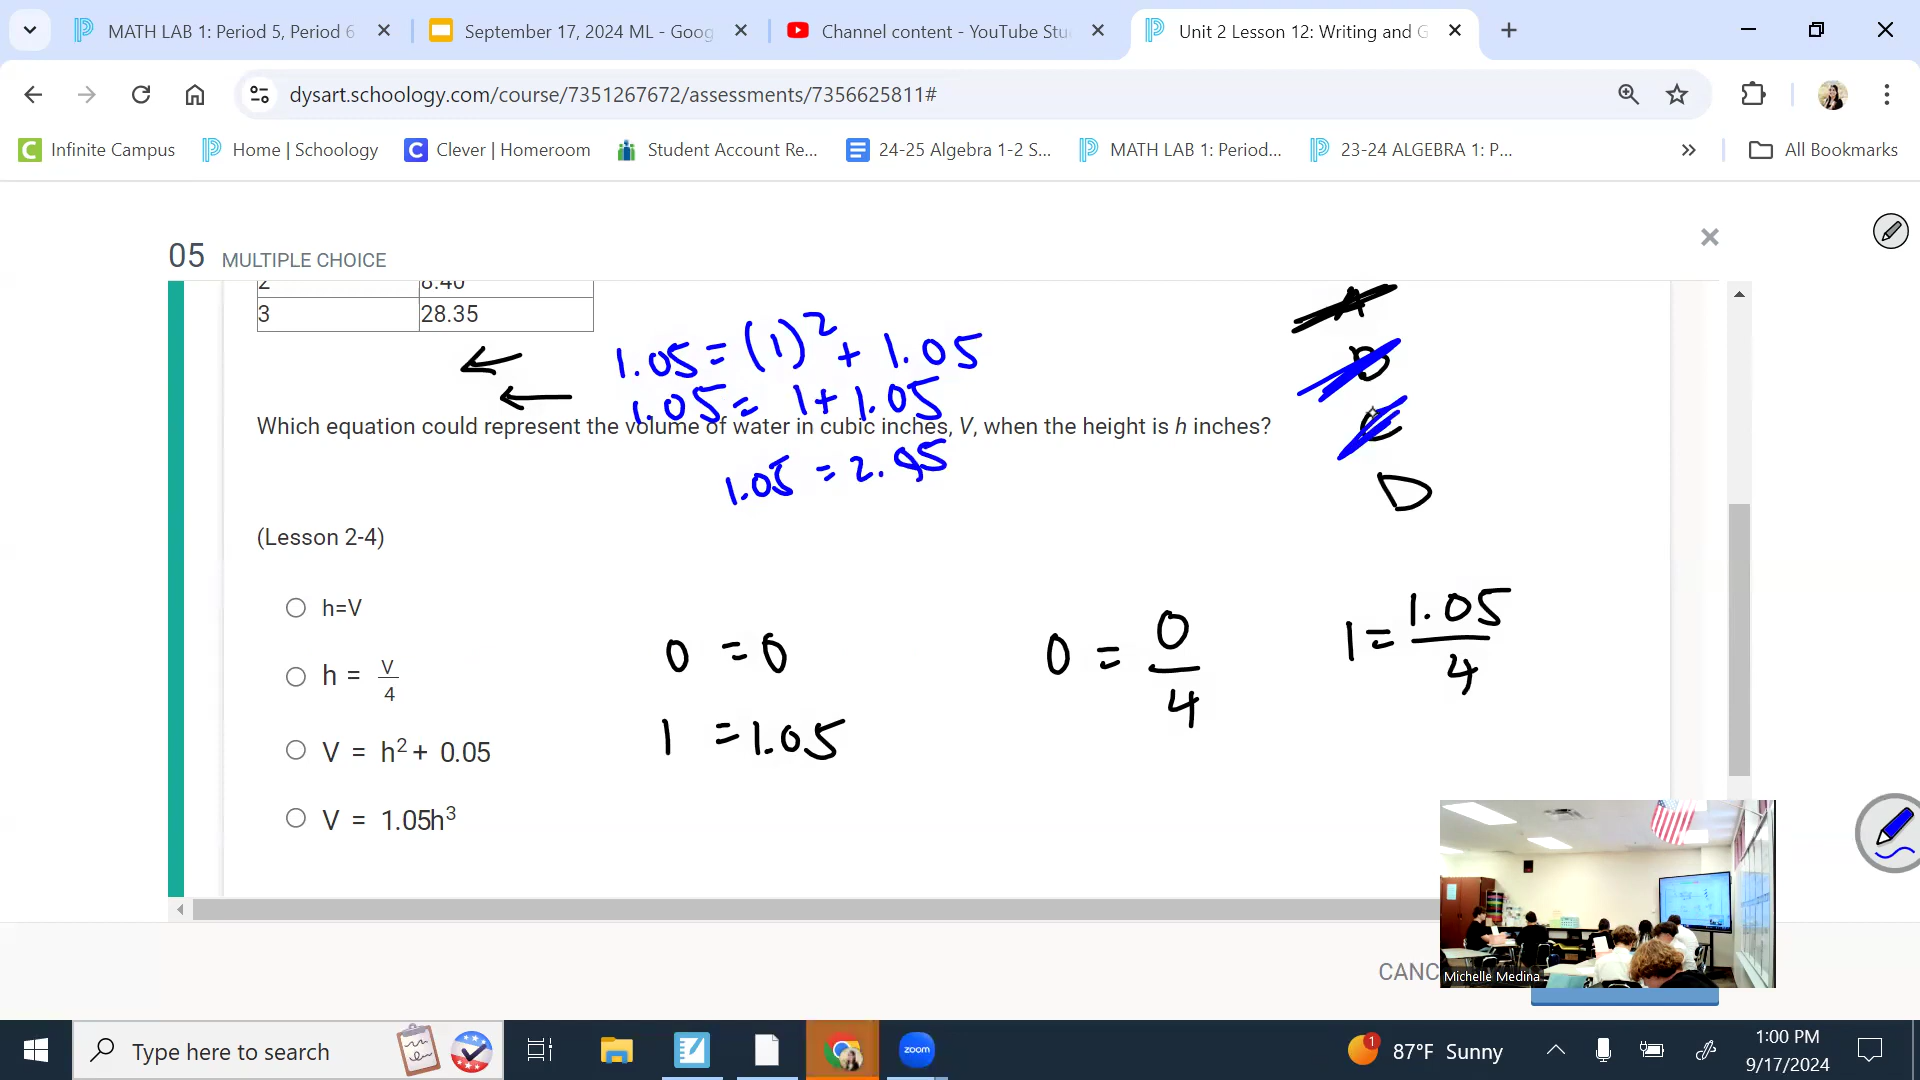 MATH LAB 1: Period 5, Period 6
September 17, 2024 ML - Goog
Channel content - YouTube Stu
Unit 2 Lesson 12: Writing and G
dysart.schoology.com/course/7351267672/assessments/7356625811#
Infinite Campus
Home | Schoology
Clever | Homeroom
Student Account Re...
24-25 Algebra 1-2 S...
MATH LAB 1: Period...
23-24 ALGEBRA 1: P...
All Bookmarks
05 MULTIPLE CHOICE
2 8.40
3 28.35
A
B
C
D
1.05 = (1)² + 1.05
1.05 = 1 + 1.05
Which equation could represent the volume of water in cubic inches, V, when the height is h inches?
1.05 = 2.05
(Lesson 2-4)
h=V
h = V/4
V = h² + 0.05
V = 1.05h³
0 = 0
1 = 1.05
0 = 0/4
1 = 1.05/4
CANC
Michelle Medina
Type here to search
zoom
1
87°F Sunny
1:00 PM
9/17/2024